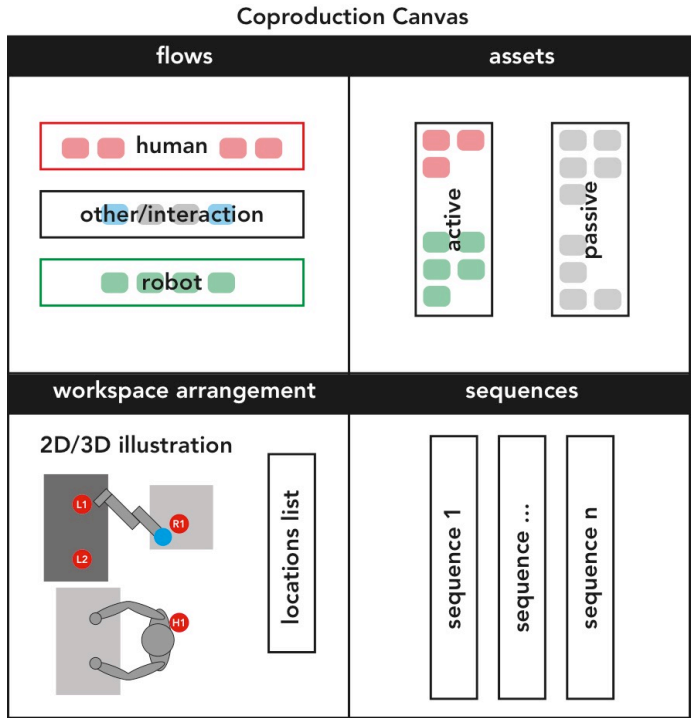 Coproduction Canvas
flows
assets
human
other/interaction
robot
active
passive
workspace arrangement
sequences
2D/3D illustration
L1
R1
L2
H1
locations list
sequence 1
sequence ...
sequence n